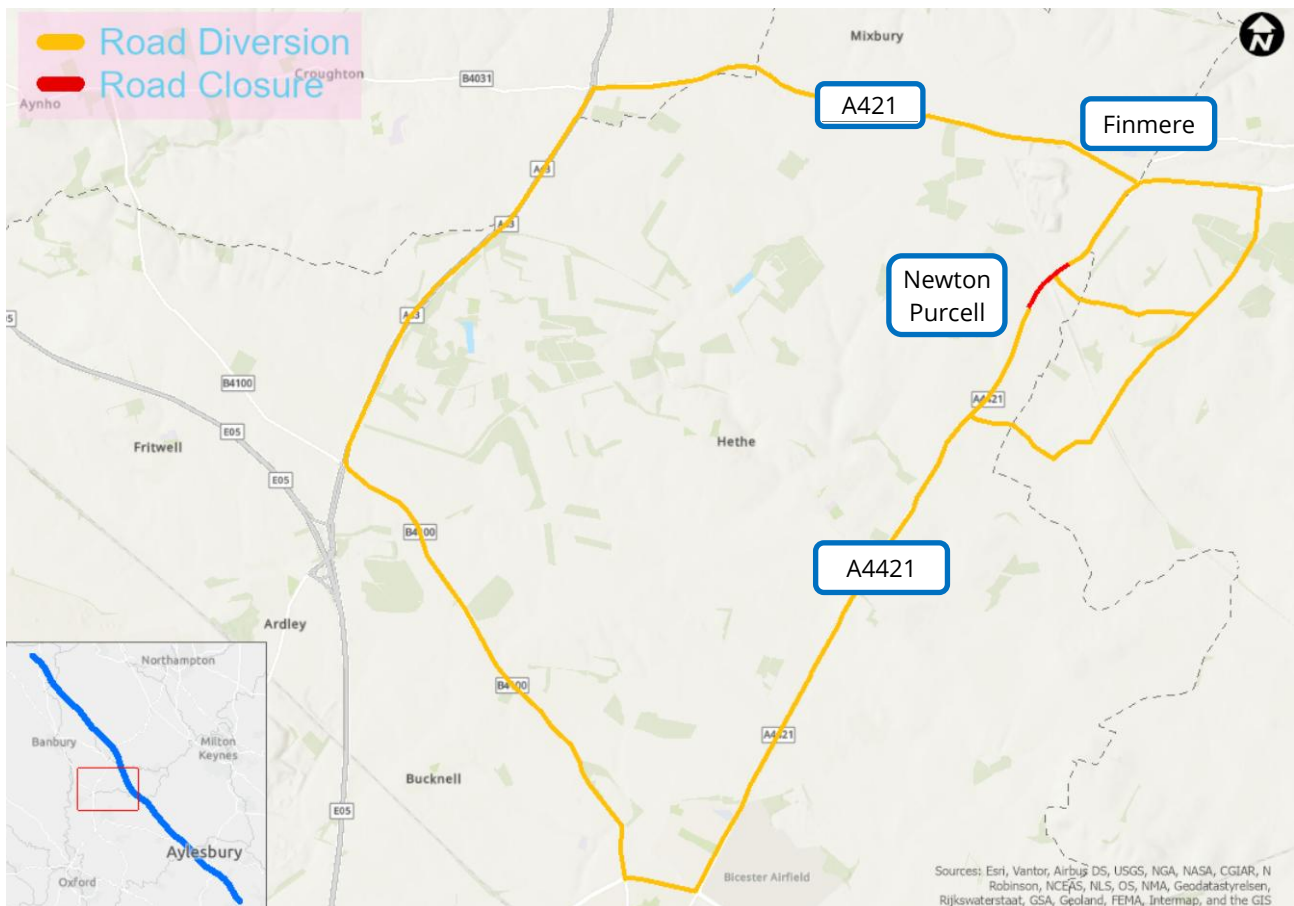 Road Diversion
Road Closure
N
Mixbury
Croughton
B4031
Aynho
A421
Finmere
A43
A43
Newton
Purcell
A43
B4100
E05
Fritwell
E05
A4421
Hethe
B4100
A4421
Ardley
B4100
A4421
Bucknell
E05
Bicester Airfield
Northampton
Banbury
Milton
Keynes
Aylesbury
Oxford
Sources: Esri, Vantor, Airbus DS, USGS, NGA, NASA, CGIAR, N
Robinson, NCEAS, NLS, OS, NMA, Geodatastyrelsen,
Rijkswaterstaat, GSA, Geoland, FEMA, Intermap, and the GIS